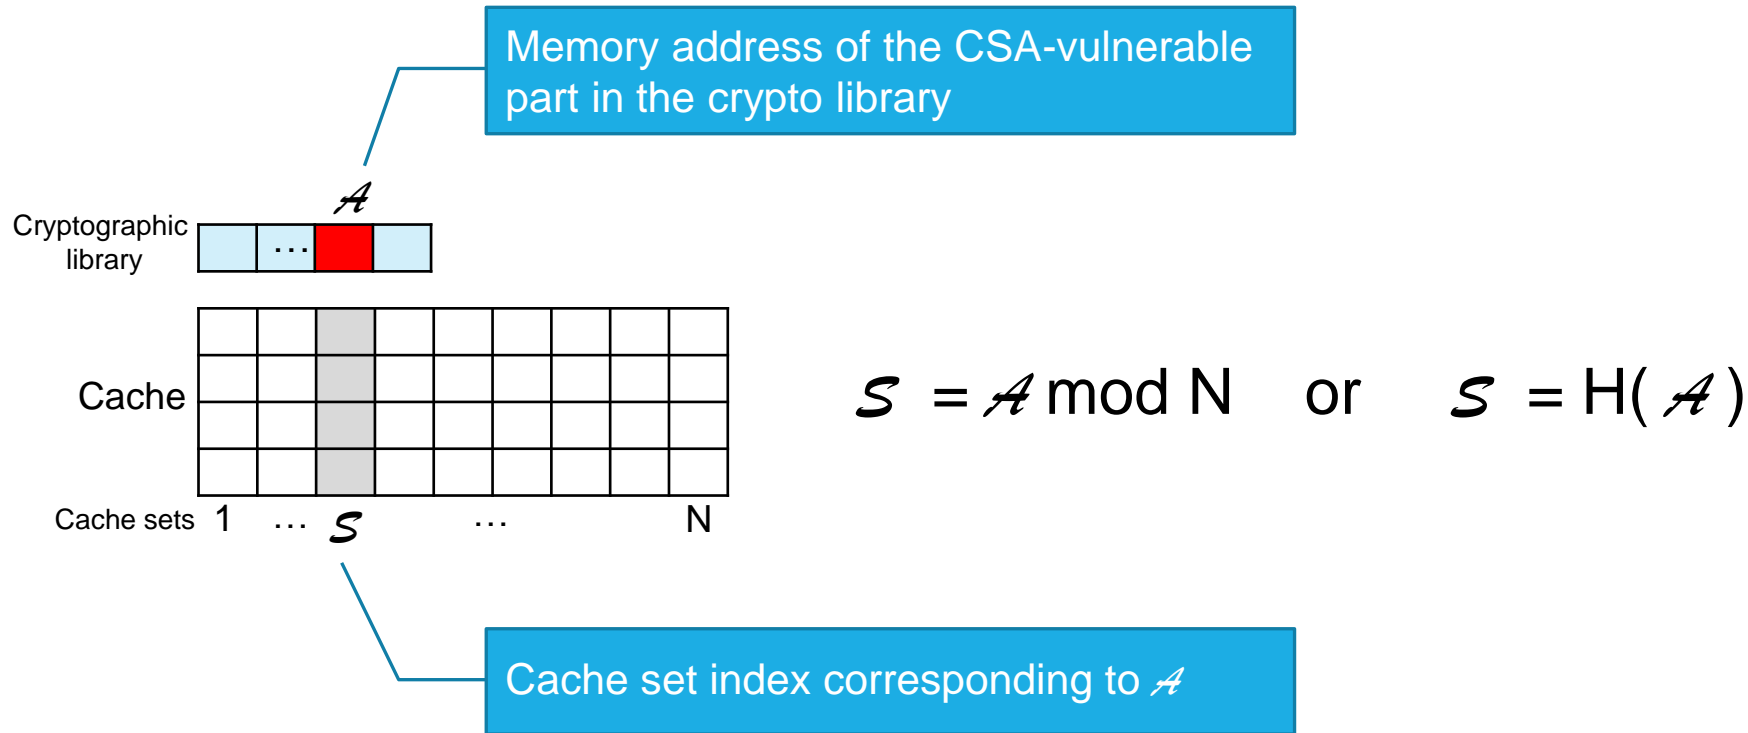 Memory address of the CSA-vulnerable
part in the crypto library
𝒜
Cryptographic
library
...
Cache
𝒮 = 𝒜 mod N or 𝒮 = H( 𝒜 )
Cache sets 1 ... 𝒮 ... N
Cache set index corresponding to 𝒜